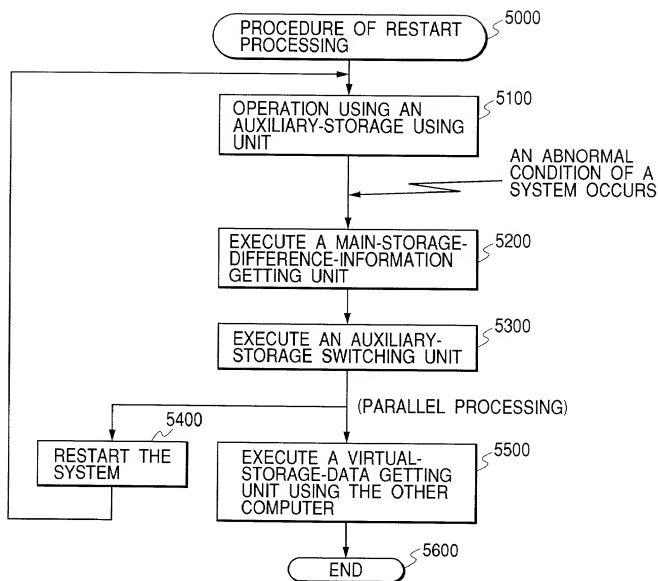 PROCEDURE OF RESTART
PROCESSING
5000
OPERATION USING AN
AUXILIARY-STORAGE USING
UNIT
5100
AN ABNORMAL
CONDITION OF A
SYSTEM OCCURS
EXECUTE A MAIN-STORAGE-
DIFFERENCE-INFORMATION
GETTING UNIT
5200
EXECUTE AN AUXILIARY-
STORAGE SWITCHING UNIT
5300
(PARALLEL PROCESSING)
5400
RESTART THE
SYSTEM
EXECUTE A VIRTUAL-
STORAGE-DATA GETTING
UNIT USING THE OTHER
COMPUTER
5500
END
5600